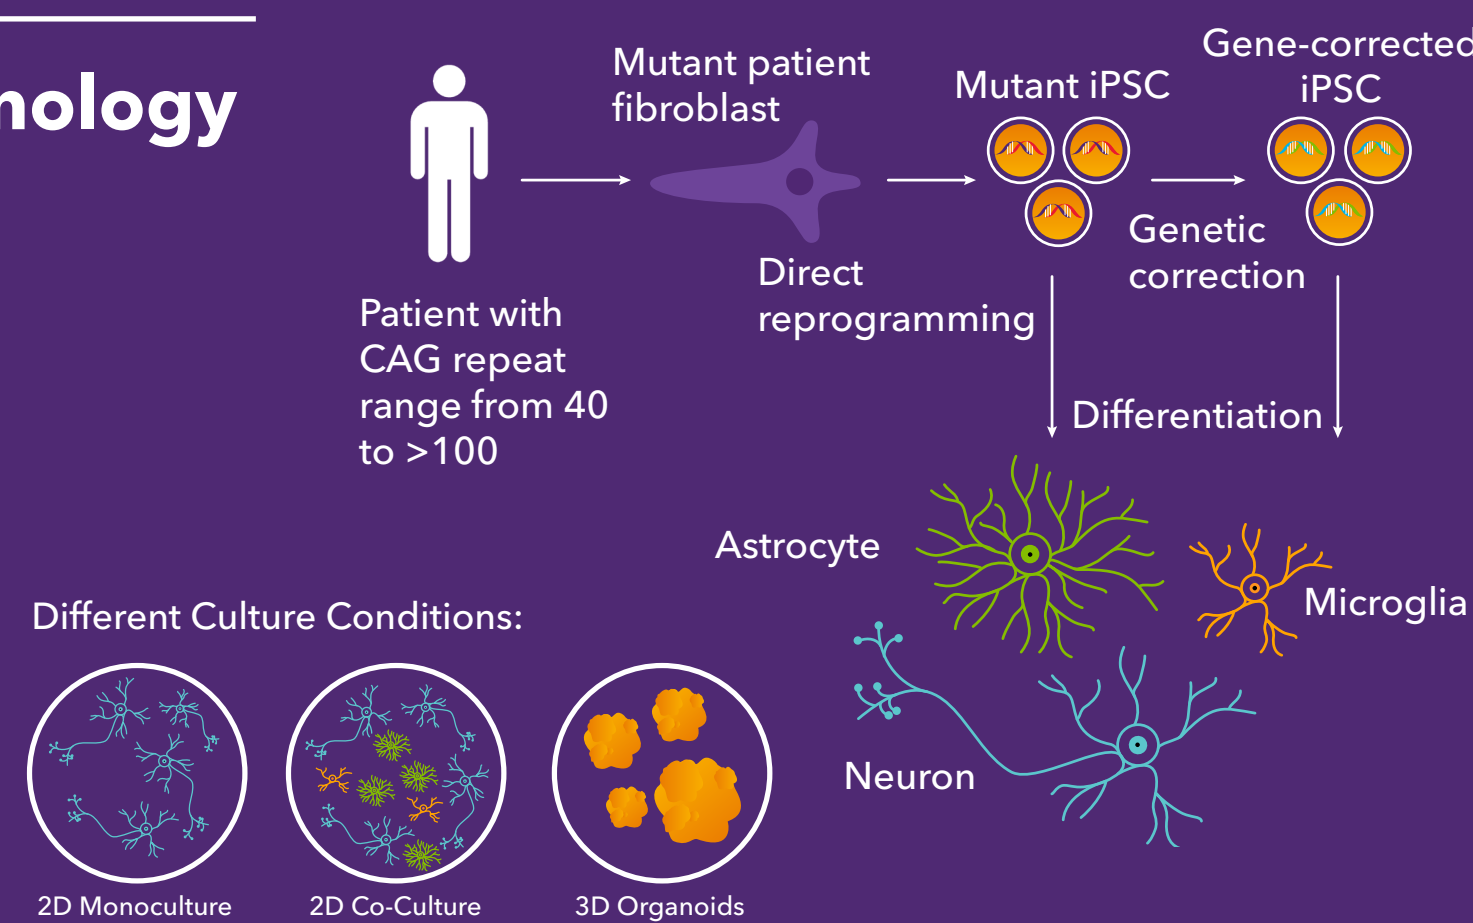 nology
Mutant patient
fibroblast
Mutant iPSC
Gene-corrected
iPSC
Genetic
correction
Direct
reprogramming
Patient with
CAG repeat
range from 40
to >100
Differentiation
Astrocyte
Microglia
Neuron
Different Culture Conditions:
2D Monoculture
2D Co-Culture
3D Organoids